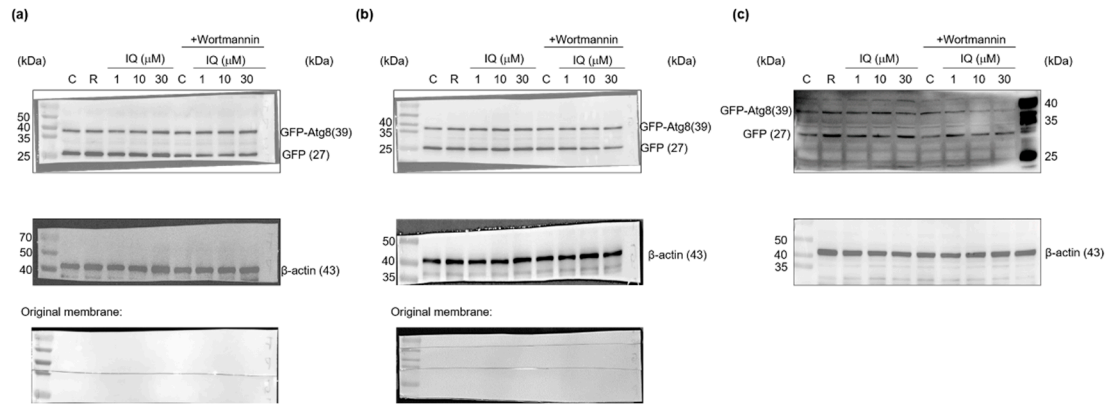 (a)
+Wortmannin
(kDa) IQ (μM) IQ (μM) (kDa)
C R 1 10 30 C 1 10 30
50
40
35
25
GFP-Atg8(39)
GFP (27)
70
50
40
β-actin (43)
Original membrane:
(b)
+Wortmannin
(kDa) IQ (μM) IQ (μM) (kDa)
C R 1 10 30 C 1 10 30
40
35
25
GFP-Atg8(39)
GFP (27)
50
40
35
β-actin (43)
Original membrane:
(c)
+Wortmannin
(kDa) IQ (μM) IQ (μM) (kDa)
C R 1 10 30 C 1 10 30
GFP-Atg8(39)
GFP (27)
40
35
25
50
40
35
β-actin (43)